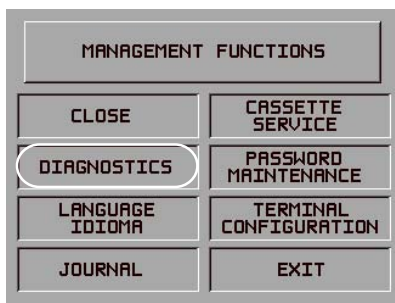 MANAGEMENT FUNCTIONS
CLOSE
CASSETTE
SERVICE
DIAGNOSTICS
PASSWORD
MAINTENANCE
LANGUAGE
IDIOMA
TERMINAL
CONFIGURATION
JOURNAL
EXIT